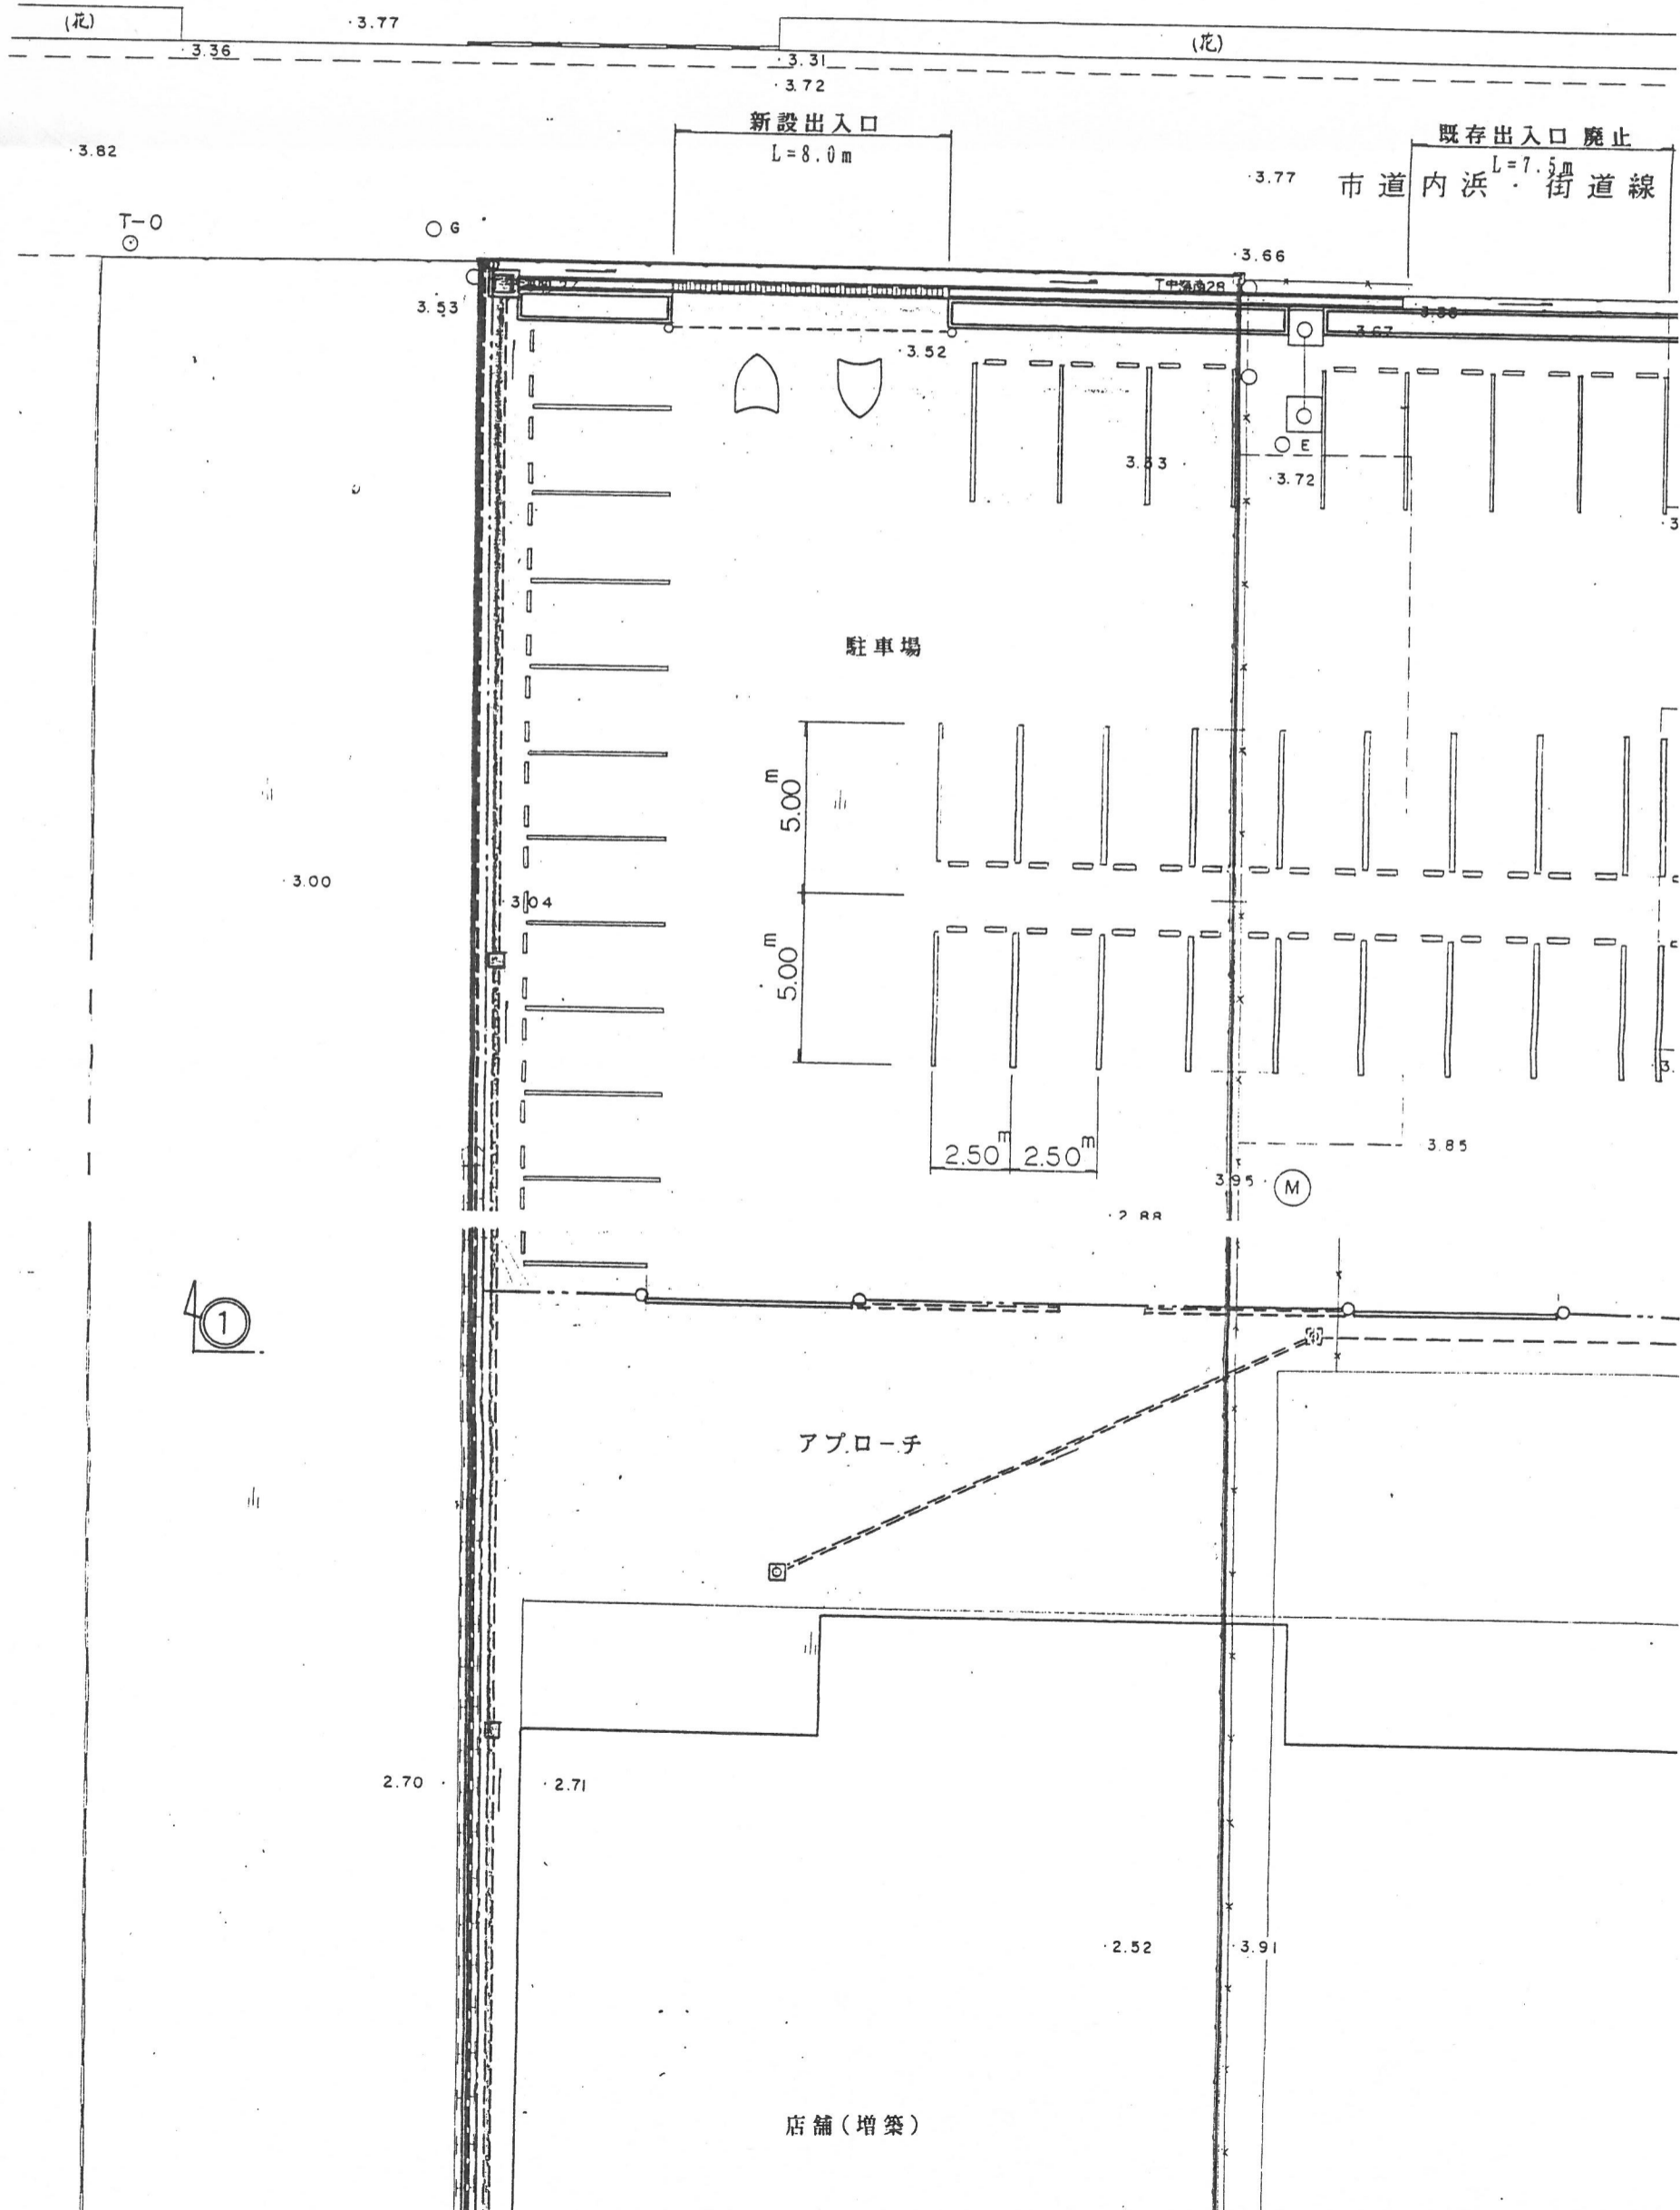 (花)
·3.77
(花)
·3.36
·3.31
·3.72
新設出入口
L=8.0m
既存出入口 廃止
L=7.5m
·3.82
·3.77
市道内浜・街道線
T-0
G
·3.66
3.53
·3.67
·3.52
E
·3.72
駐車場
5.00m
·3.00
·3.04
5.00m
2.50m
2.50m
3.85
3.95
M
·2.88
1
アプローチ
2.70
·2.71
·2.52
·3.91
店舗(増築)